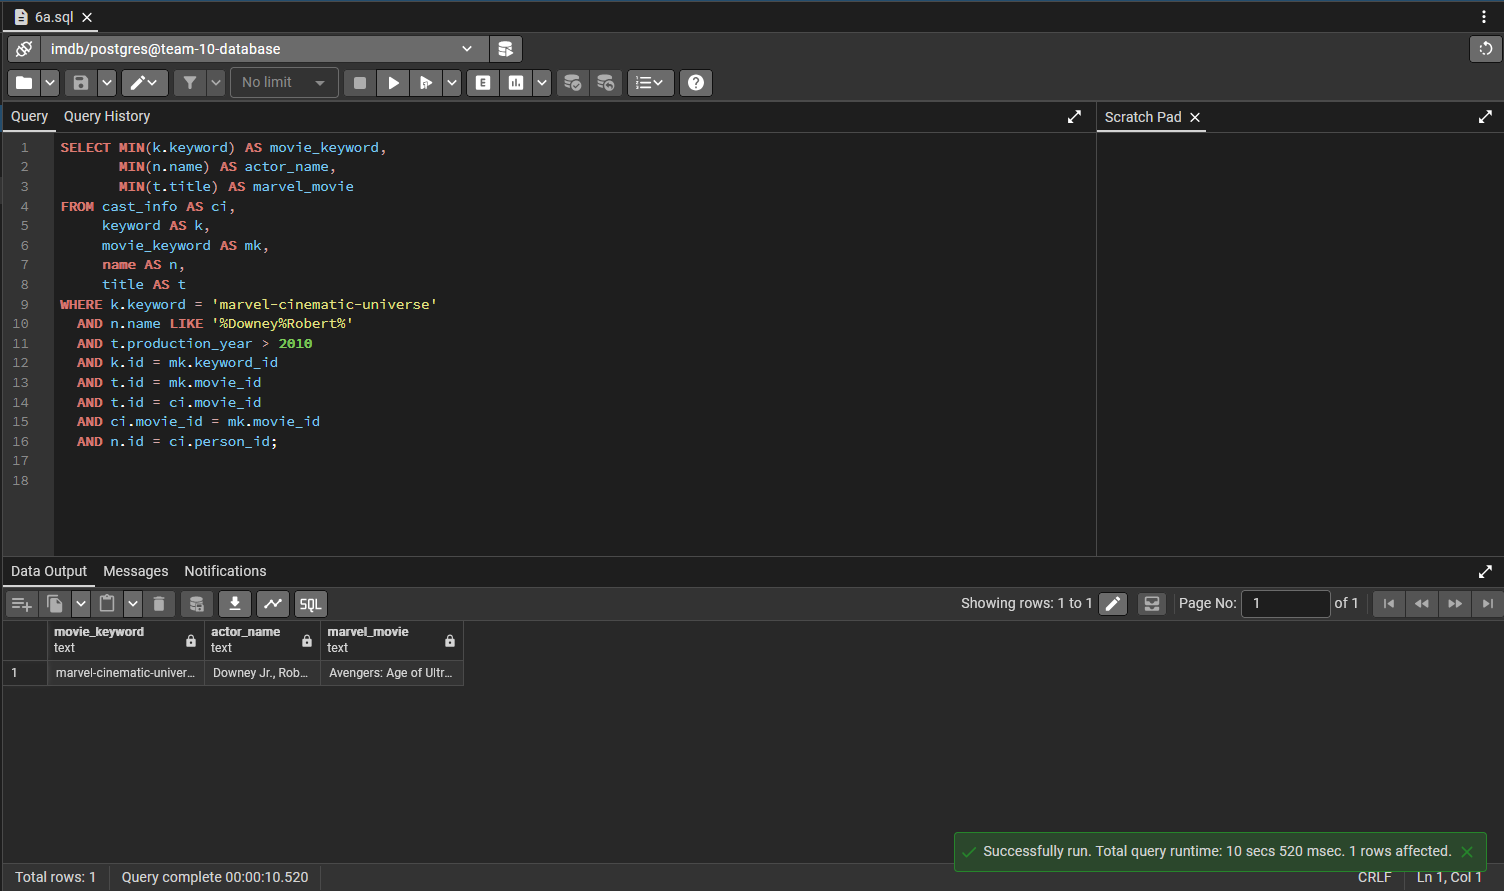 6a.sql
imdb/postgres@team-10-database
No limit
E
Query Query History
Scratch Pad
1 SELECT MIN(k.keyword) AS movie_keyword,
2 MIN(n.name) AS actor_name,
3 MIN(t.title) AS marvel_movie
4 FROM cast_info AS ci,
5 keyword AS k,
6 movie_keyword AS mk,
7 name AS n,
8 title AS t
9 WHERE k.keyword = 'marvel-cinematic-universe'
10 AND n.name LIKE '%Downey%Robert%'
11 AND t.production_year > 2010
12 AND k.id = mk.keyword_id
13 AND t.id = mk.movie_id
14 AND t.id = ci.movie_id
15 AND ci.movie_id = mk.movie_id
16 AND n.id = ci.person_id;
17
18
Data Output Messages Notifications
SQL Showing rows: 1 to 1 Page No: 1 of 1
movie_keyword actor_name marvel_movie
text text text
1 marvel-cinematic-univer... Downey Jr., Rob... Avengers: Age of Ultr...
Successfully run. Total query runtime: 10 secs 520 msec. 1 rows affected.
Total rows: 1 Query complete 00:00:10.520 CRLF Ln 1, Col 1